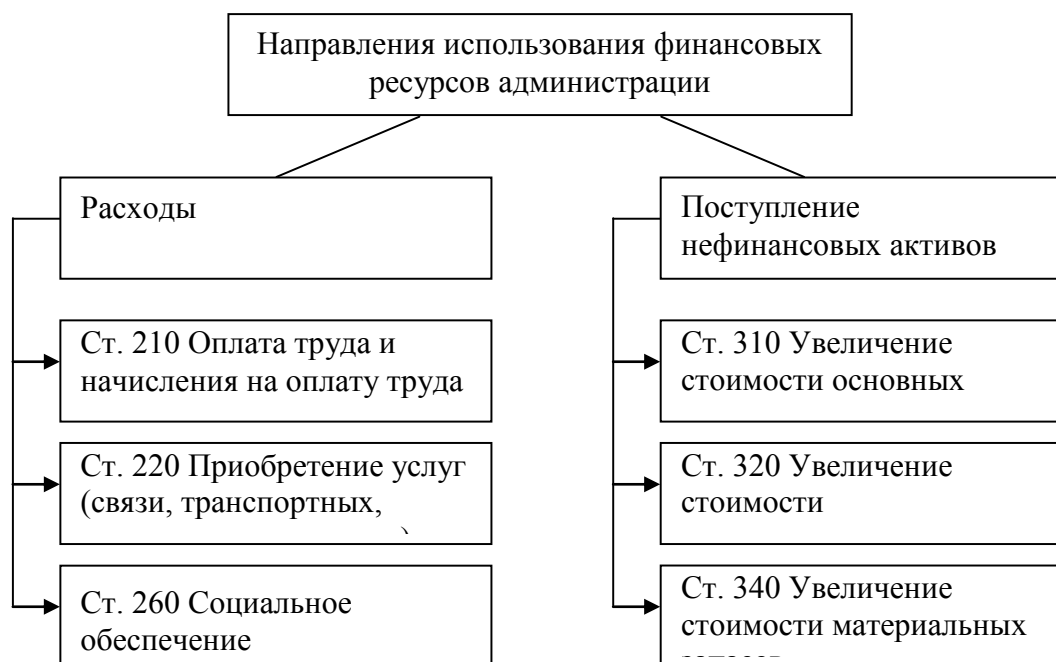 Направления использования финансовых
ресурсов администрации
Расходы
Поступление
нефинансовых активов
Ст. 210 Оплата труда и
начисления на оплату труда
Ст. 310 Увеличение
стоимости основных
Ст. 220 Приобретение услуг
(связи, транспортных,
Ст. 320 Увеличение
стоимости
Ст. 260 Социальное
обеспечение
Ст. 340 Увеличение
стоимости материальных